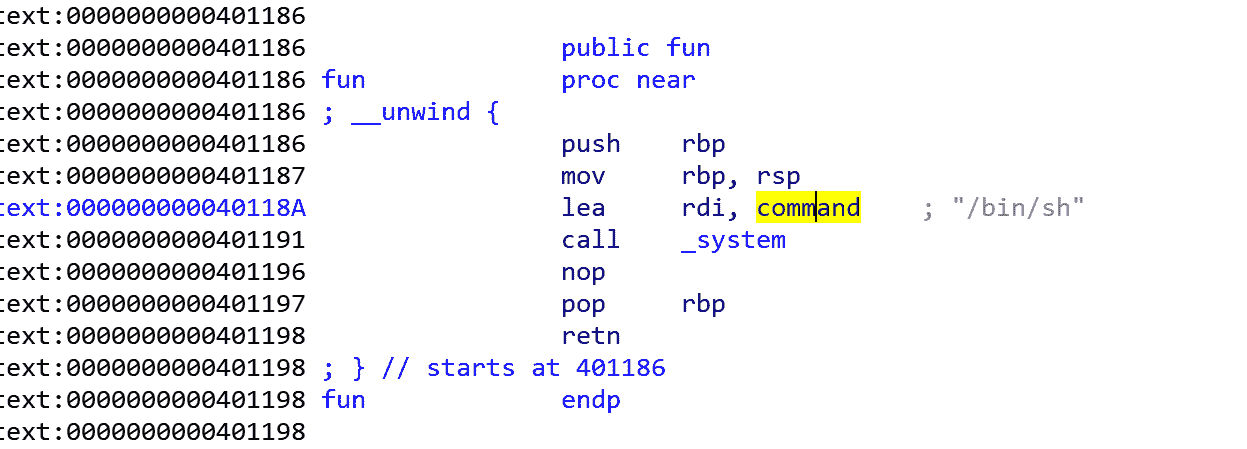 text:0000000000401186
text:0000000000401186 public fun
text:0000000000401186 fun proc near
text:0000000000401186 ; __unwind {
text:0000000000401186 push rbp
text:0000000000401187 mov rbp, rsp
text:000000000040118A lea rdi, command ; "/bin/sh"
text:0000000000401191 call _system
text:0000000000401196 nop
text:0000000000401197 pop rbp
text:0000000000401198 retn
text:0000000000401198 ; } // starts at 401186
text:0000000000401198 fun endp
text:0000000000401198